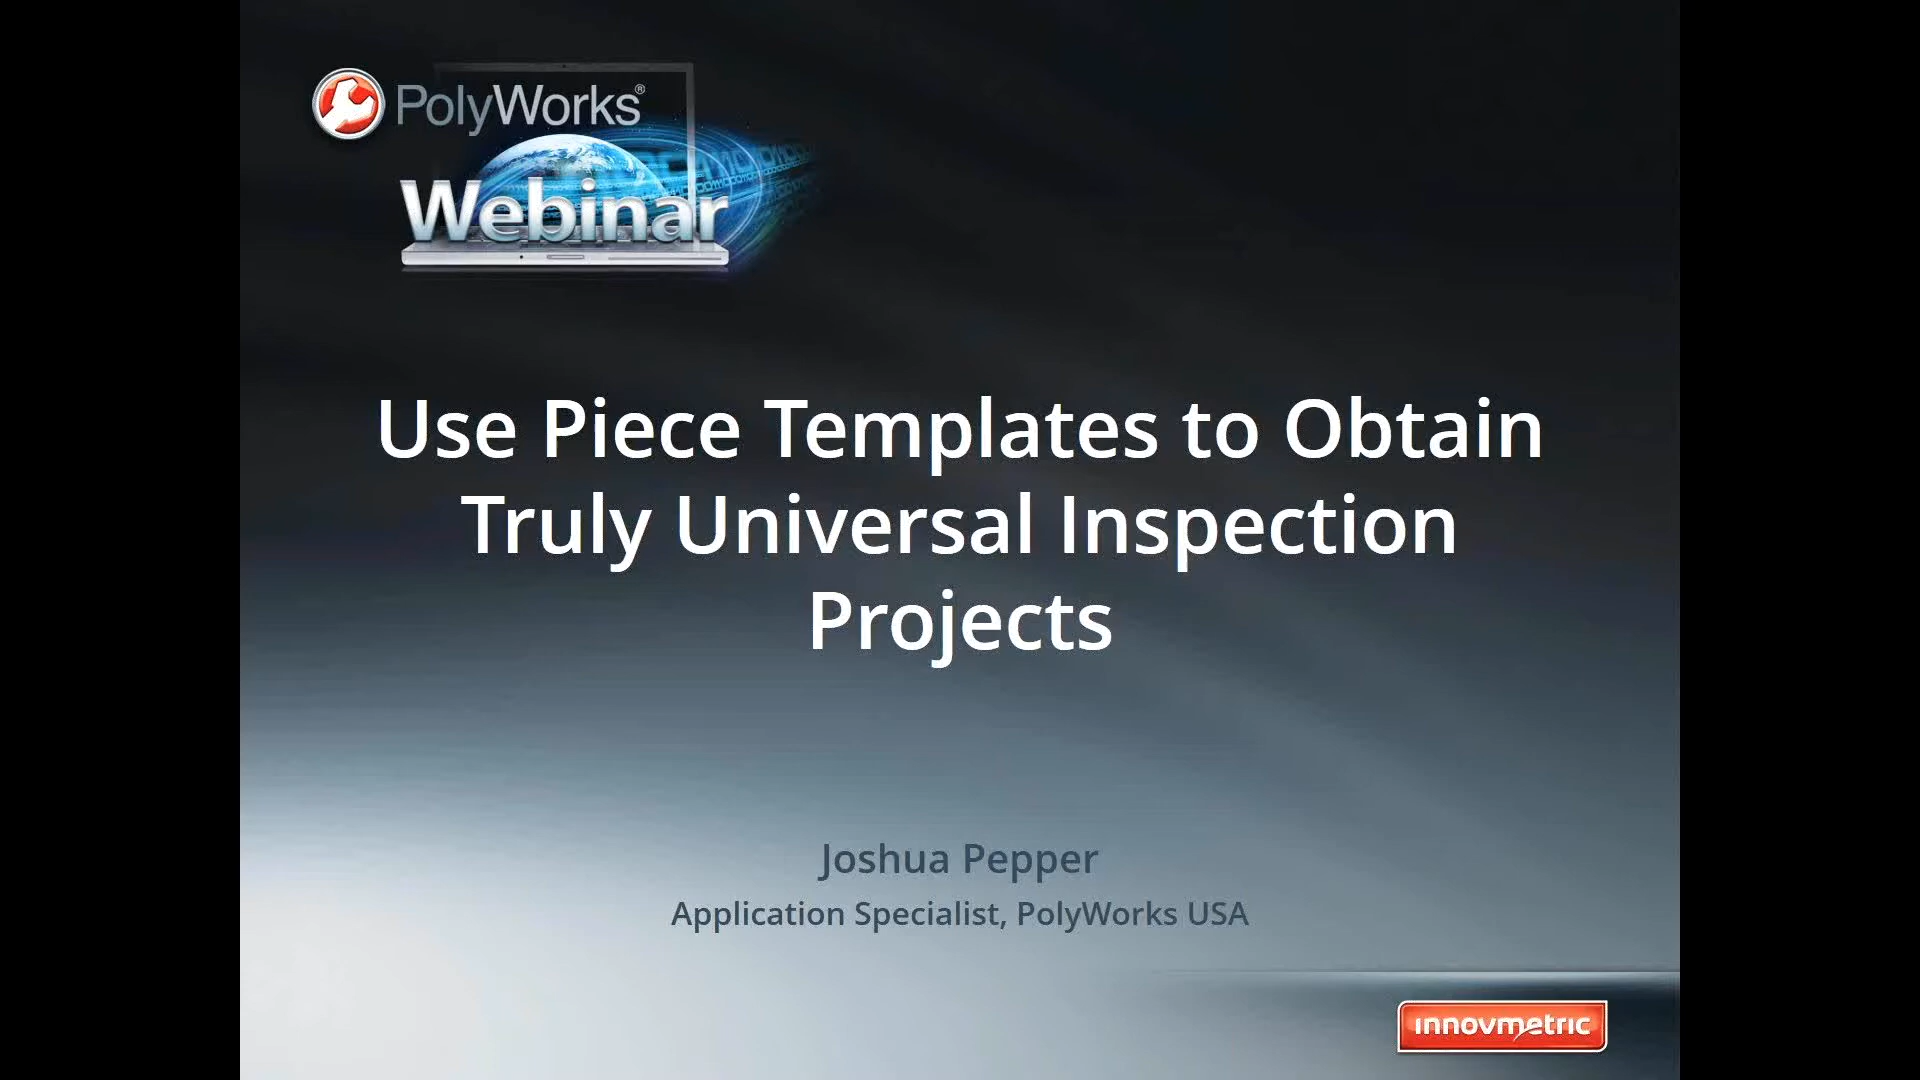 PolyWorks®
Webinar
Use Piece Templates to Obtain
Truly Universal Inspection
Projects
Joshua Pepper
Application Specialist, PolyWorks USA
innovmetric